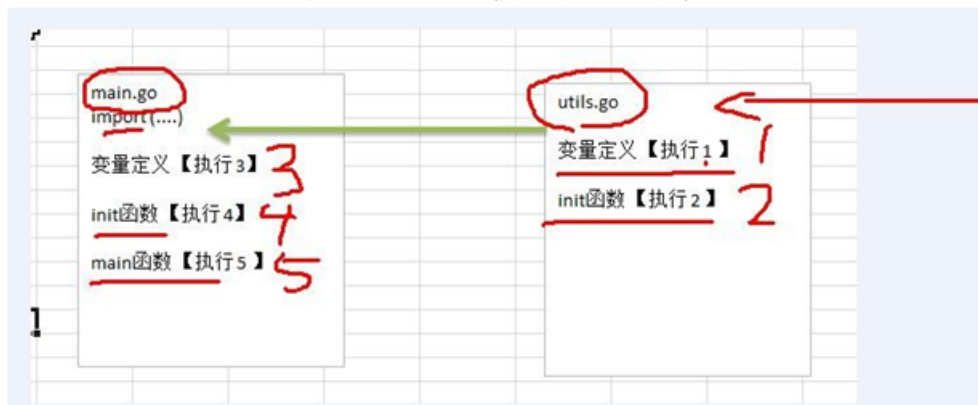 main.go
import(....)
变量定义【执行3】 3
init函数【执行4】 4
main函数【执行5 】 5
utils.go
变量定义【执行1 】 1
init函数【执行2 】 2